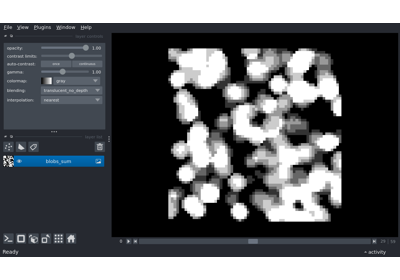 File View Plugins Window Help
opacity: 1.00
contrast limits:
auto-contrast: once continuous
gamma: 1.00
colormap: gray
blending: translucent_no_depth
interpolation: nearest
blobs_sum
Ready
activity